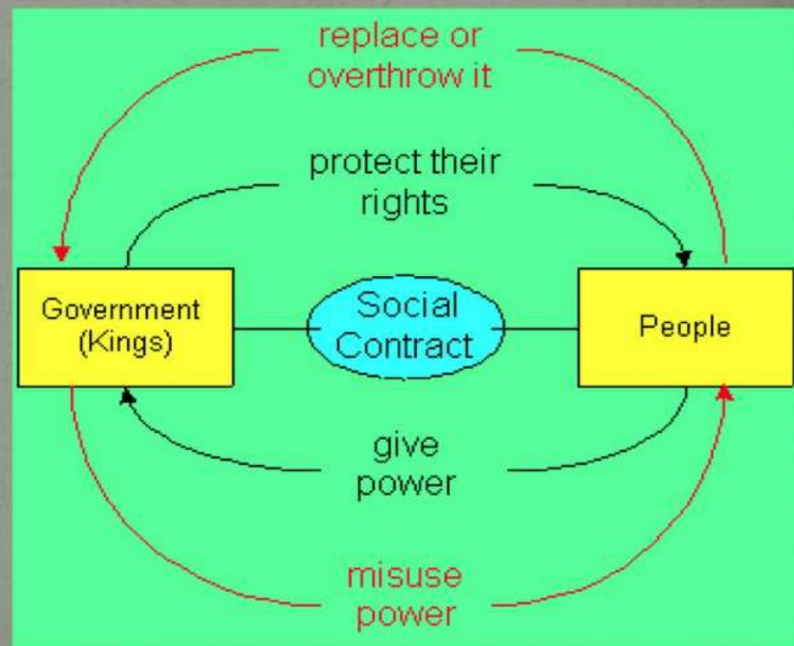 replace or
overthrow it
protect their
rights
Government
(Kings)
Social
Contract
People
give
power
misuse
power